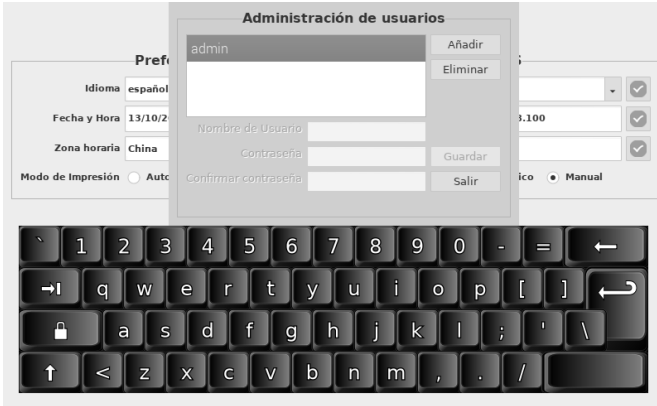 Administración de usuarios
admin
Añadir
Eliminar
Nombre de Usuario
Contraseña
Guardar
Confirmar contraseña
Salir
Prefe
Idioma español
Fecha y Hora 13/10/2
.100
Zona horaria China
Modo de Impresión Auto
ico Manual
` 1 2 3 4 5 6 7 8 9 0 - =
q w e r t y u i o p [ ]
a s d f g h j k l ; ' \
< z x c v b n m , . /